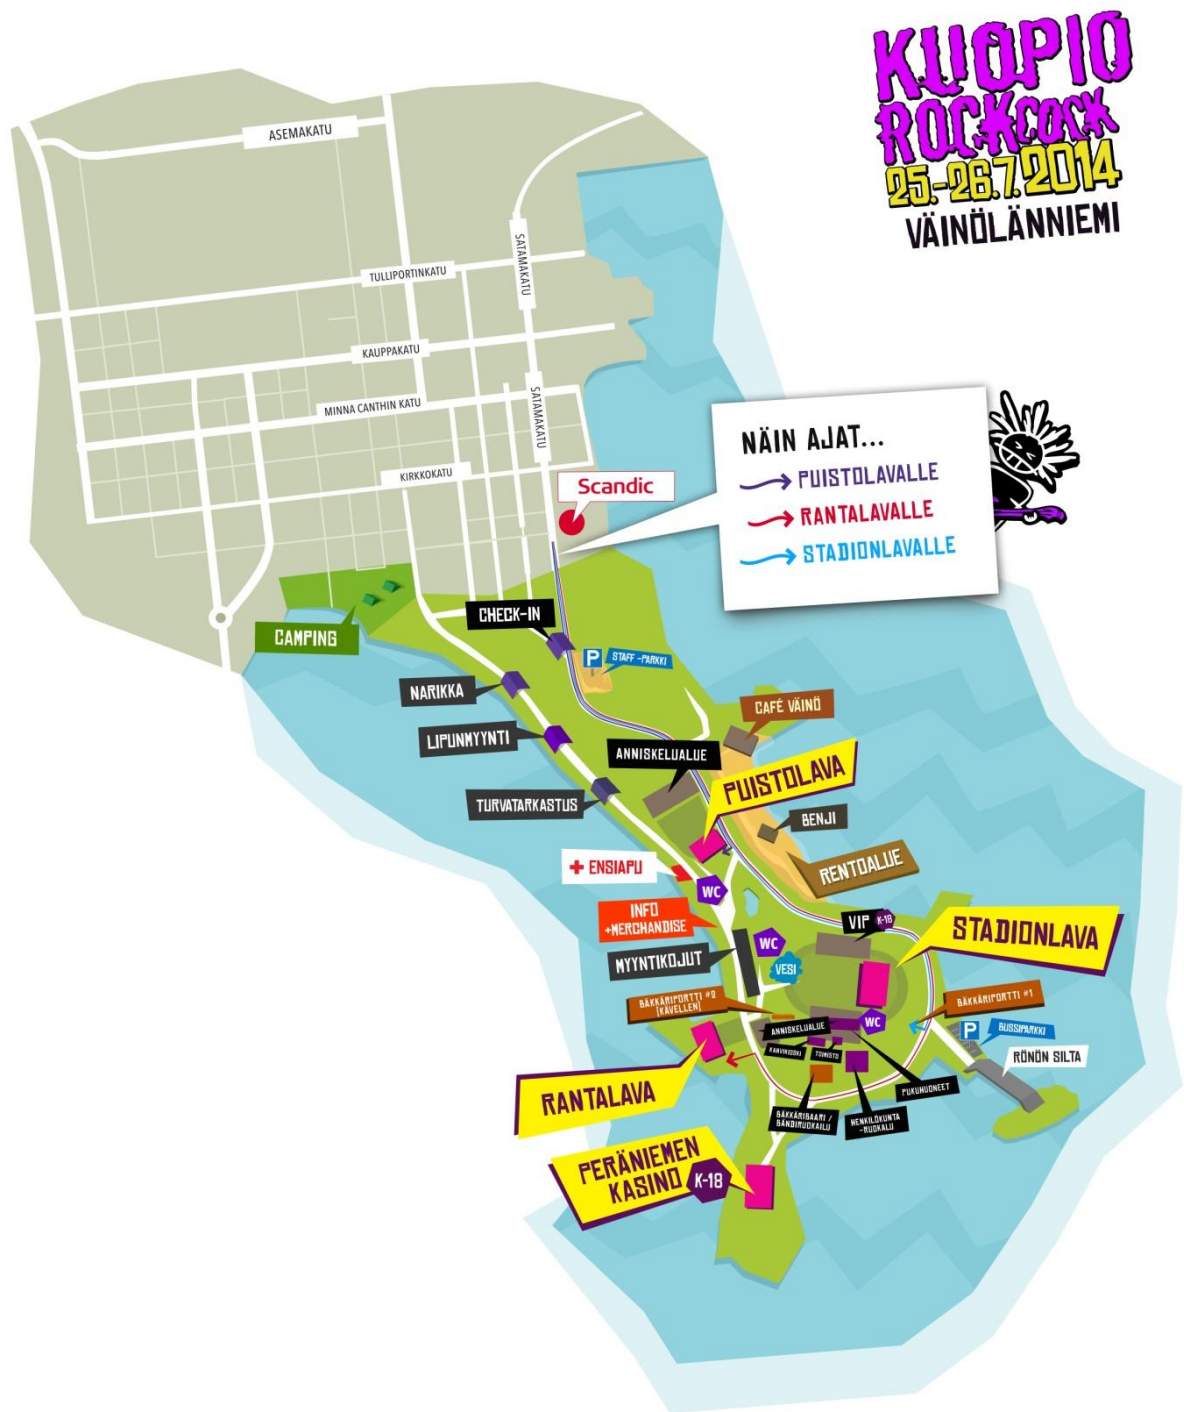 KUOPIO
ROCKCOCK
25.-26.7.2014
VÄINÖLÄNNIEMI
ASEMAKATU
SATAMAKATU
TULLIPORTINKATU
KAUPPAKATU
SATAMAKATU
MINNA CANTHIN KATU
KIRKKOKATU
Scandic
NÄIN AJAT...
PUISTOLAVALLE
RANTALAVALLE
STADIONLAVALLE
CHECK-IN
CAMPING
P
STAFF -PARKKI
NARIKKA
CAFÉ VÄINÖ
LIPUNMYYNTI
ANNISKELUALUE
PUISTOLAVA
TURVATARKASTUS
BENJI
+ ENSIAPU
RENTOALUE
WC
INFO
+MERCHANDISE
VIP K-18
STADIONLAVA
WC
MYYNTIKOJUT
VESI
BÄKKÄRIPORTTI #2
(KÄVELLEN)
BÄKKÄRIPORTTI #1
ANNISKELUALUE
WC
P
BUSSIPARKKI
KAHVIKIOSKI
TOIMISTO
RÖNÖN SILTA
PUKUHUONEET
RANTALAVA
BÄKKÄRIBAARI /
BÄNDIRUOKAILU
HENKILÖKUNTA
-RUOKALU
PERÄNIEMEN
KASINO
K-18